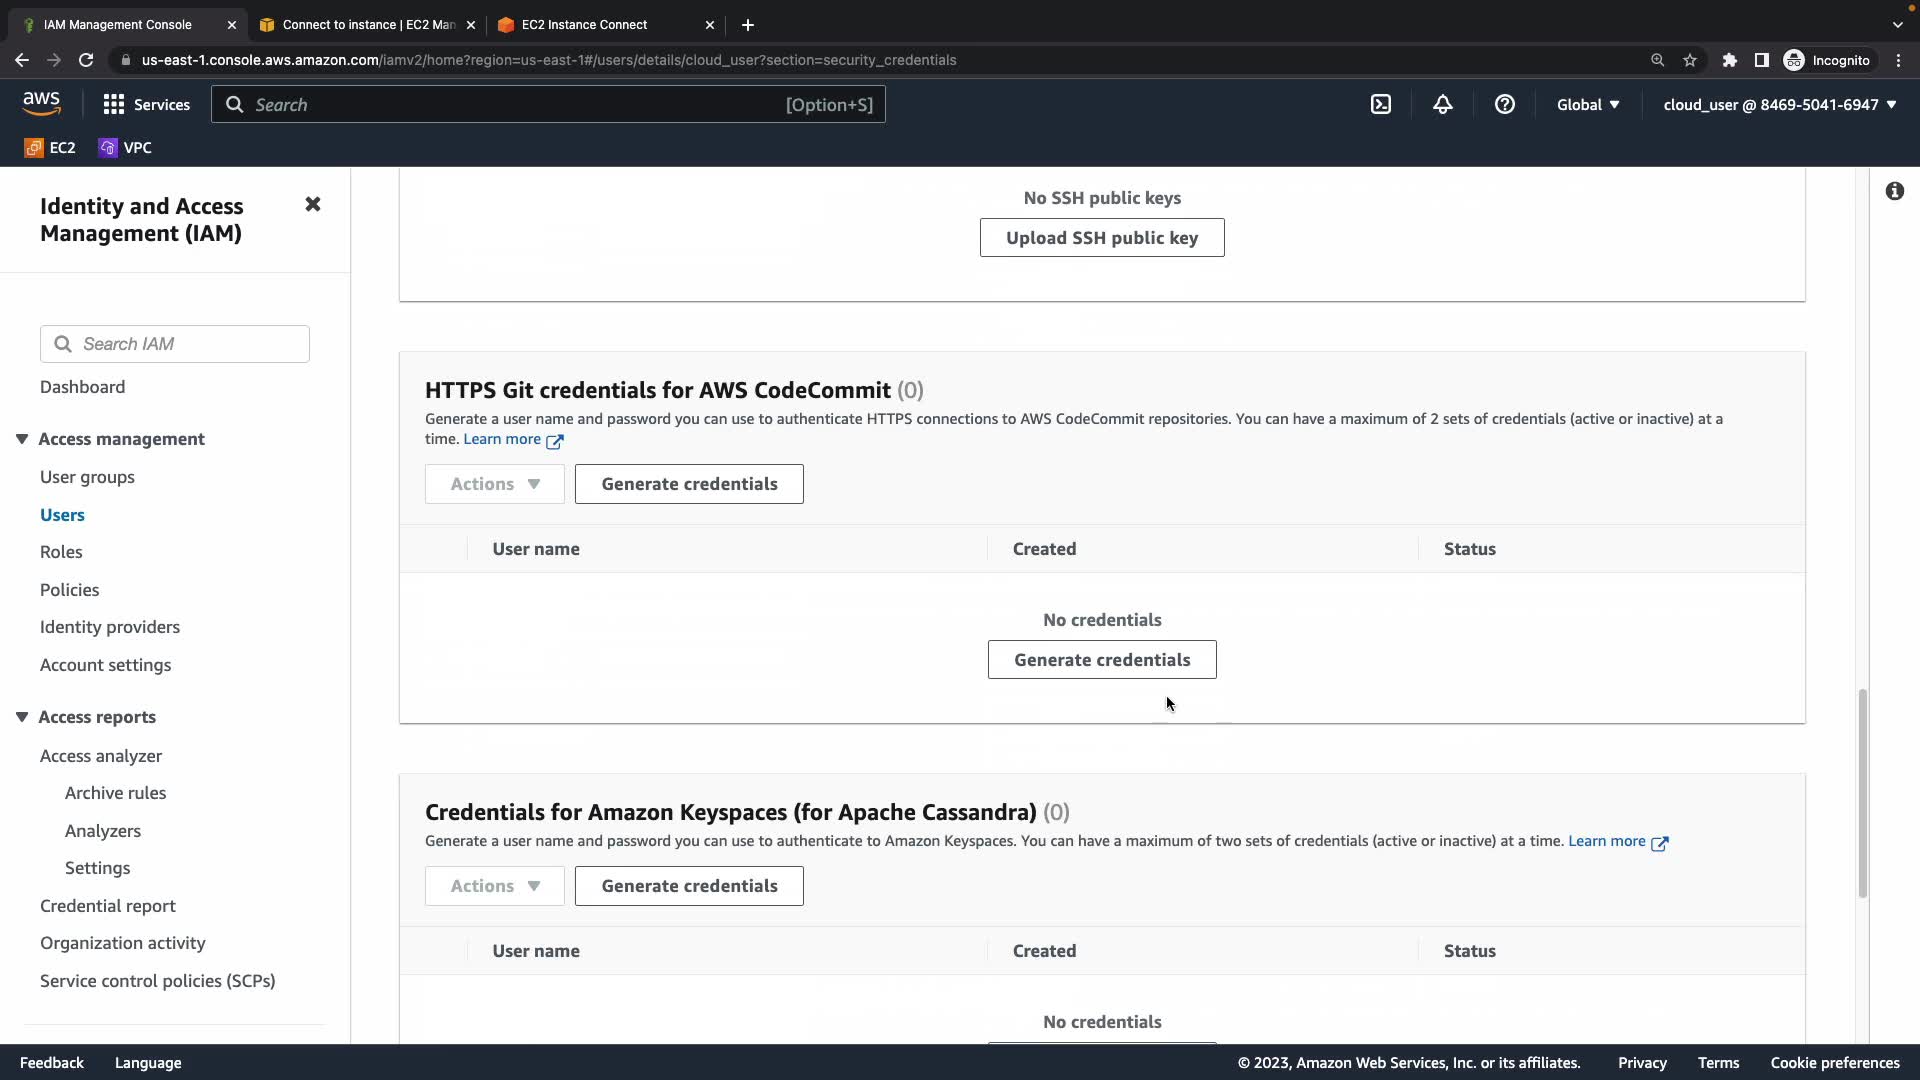 IAM Management Console
Connect to instance | EC2 Man
EC2 Instance Connect
us-east-1.console.aws.amazon.com/iamv2/home?region=us-east-1#/users/details/cloud_user?section=security_credentials
Incognito
aws
Services
Search
[Option+S]
Global
cloud_user @ 8469-5041-6947
EC2
VPC
Identity and Access
Management (IAM)
Search IAM
Dashboard
Access management
User groups
Users
Roles
Policies
Identity providers
Account settings
Access reports
Access analyzer
Archive rules
Analyzers
Settings
Credential report
Organization activity
Service control policies (SCPs)
No SSH public keys
Upload SSH public key
HTTPS Git credentials for AWS CodeCommit (0)
Generate a user name and password you can use to authenticate HTTPS connections to AWS CodeCommit repositories. You can have a maximum of 2 sets of credentials (active or inactive) at a
time. Learn more
Actions
Generate credentials
User name
Created
Status
No credentials
Generate credentials
Credentials for Amazon Keyspaces (for Apache Cassandra) (0)
Generate a user name and password you can use to authenticate to Amazon Keyspaces. You can have a maximum of two sets of credentials (active or inactive) at a time. Learn more
Actions
Generate credentials
User name
Created
Status
No credentials
Feedback
Language
© 2023, Amazon Web Services, Inc. or its affiliates.
Privacy
Terms
Cookie preferences